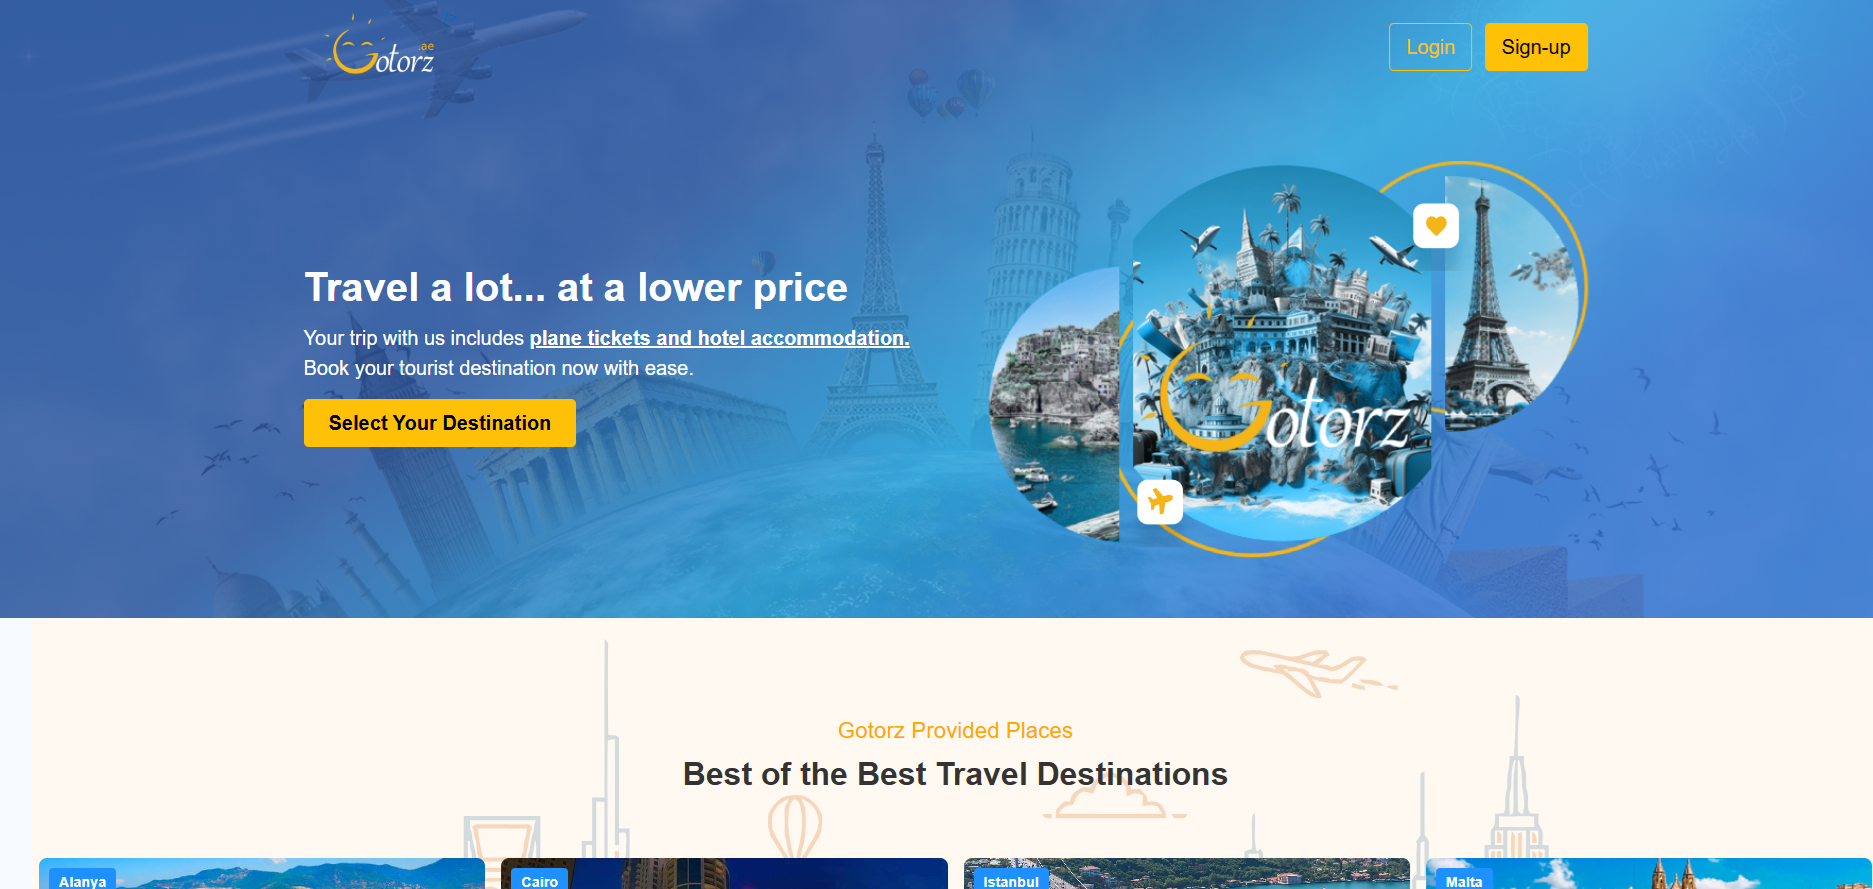 Gotorz
.ae
Login
Sign-up
Travel a lot... at a lower price
Your trip with us includes plane tickets and hotel accommodation.
Book your tourist destination now with ease.
Select Your Destination
Gotorz
Gotorz Provided Places
Best of the Best Travel Destinations
Alanya
Cairo
Istanbul
Malta